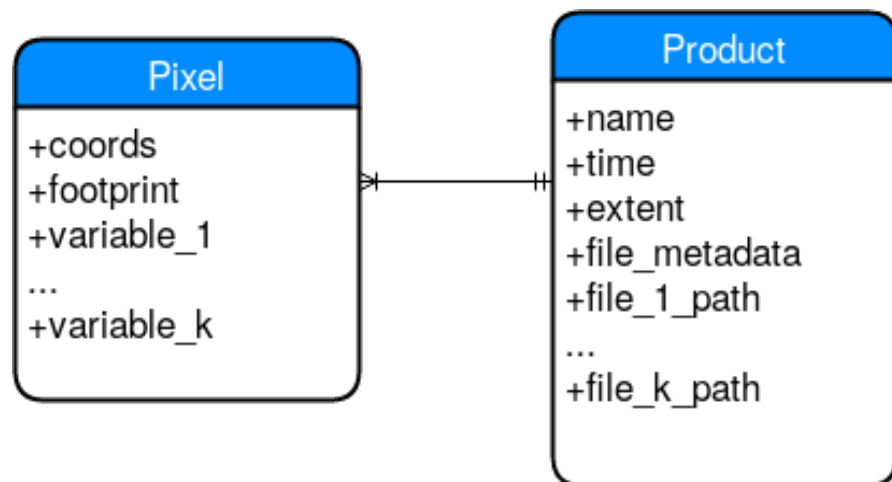 Pixel
+coords
+footprint
+variable_1
...
+variable_k
Product
+name
+time
+extent
+file_metadata
+file_1_path
...
+file_k_path